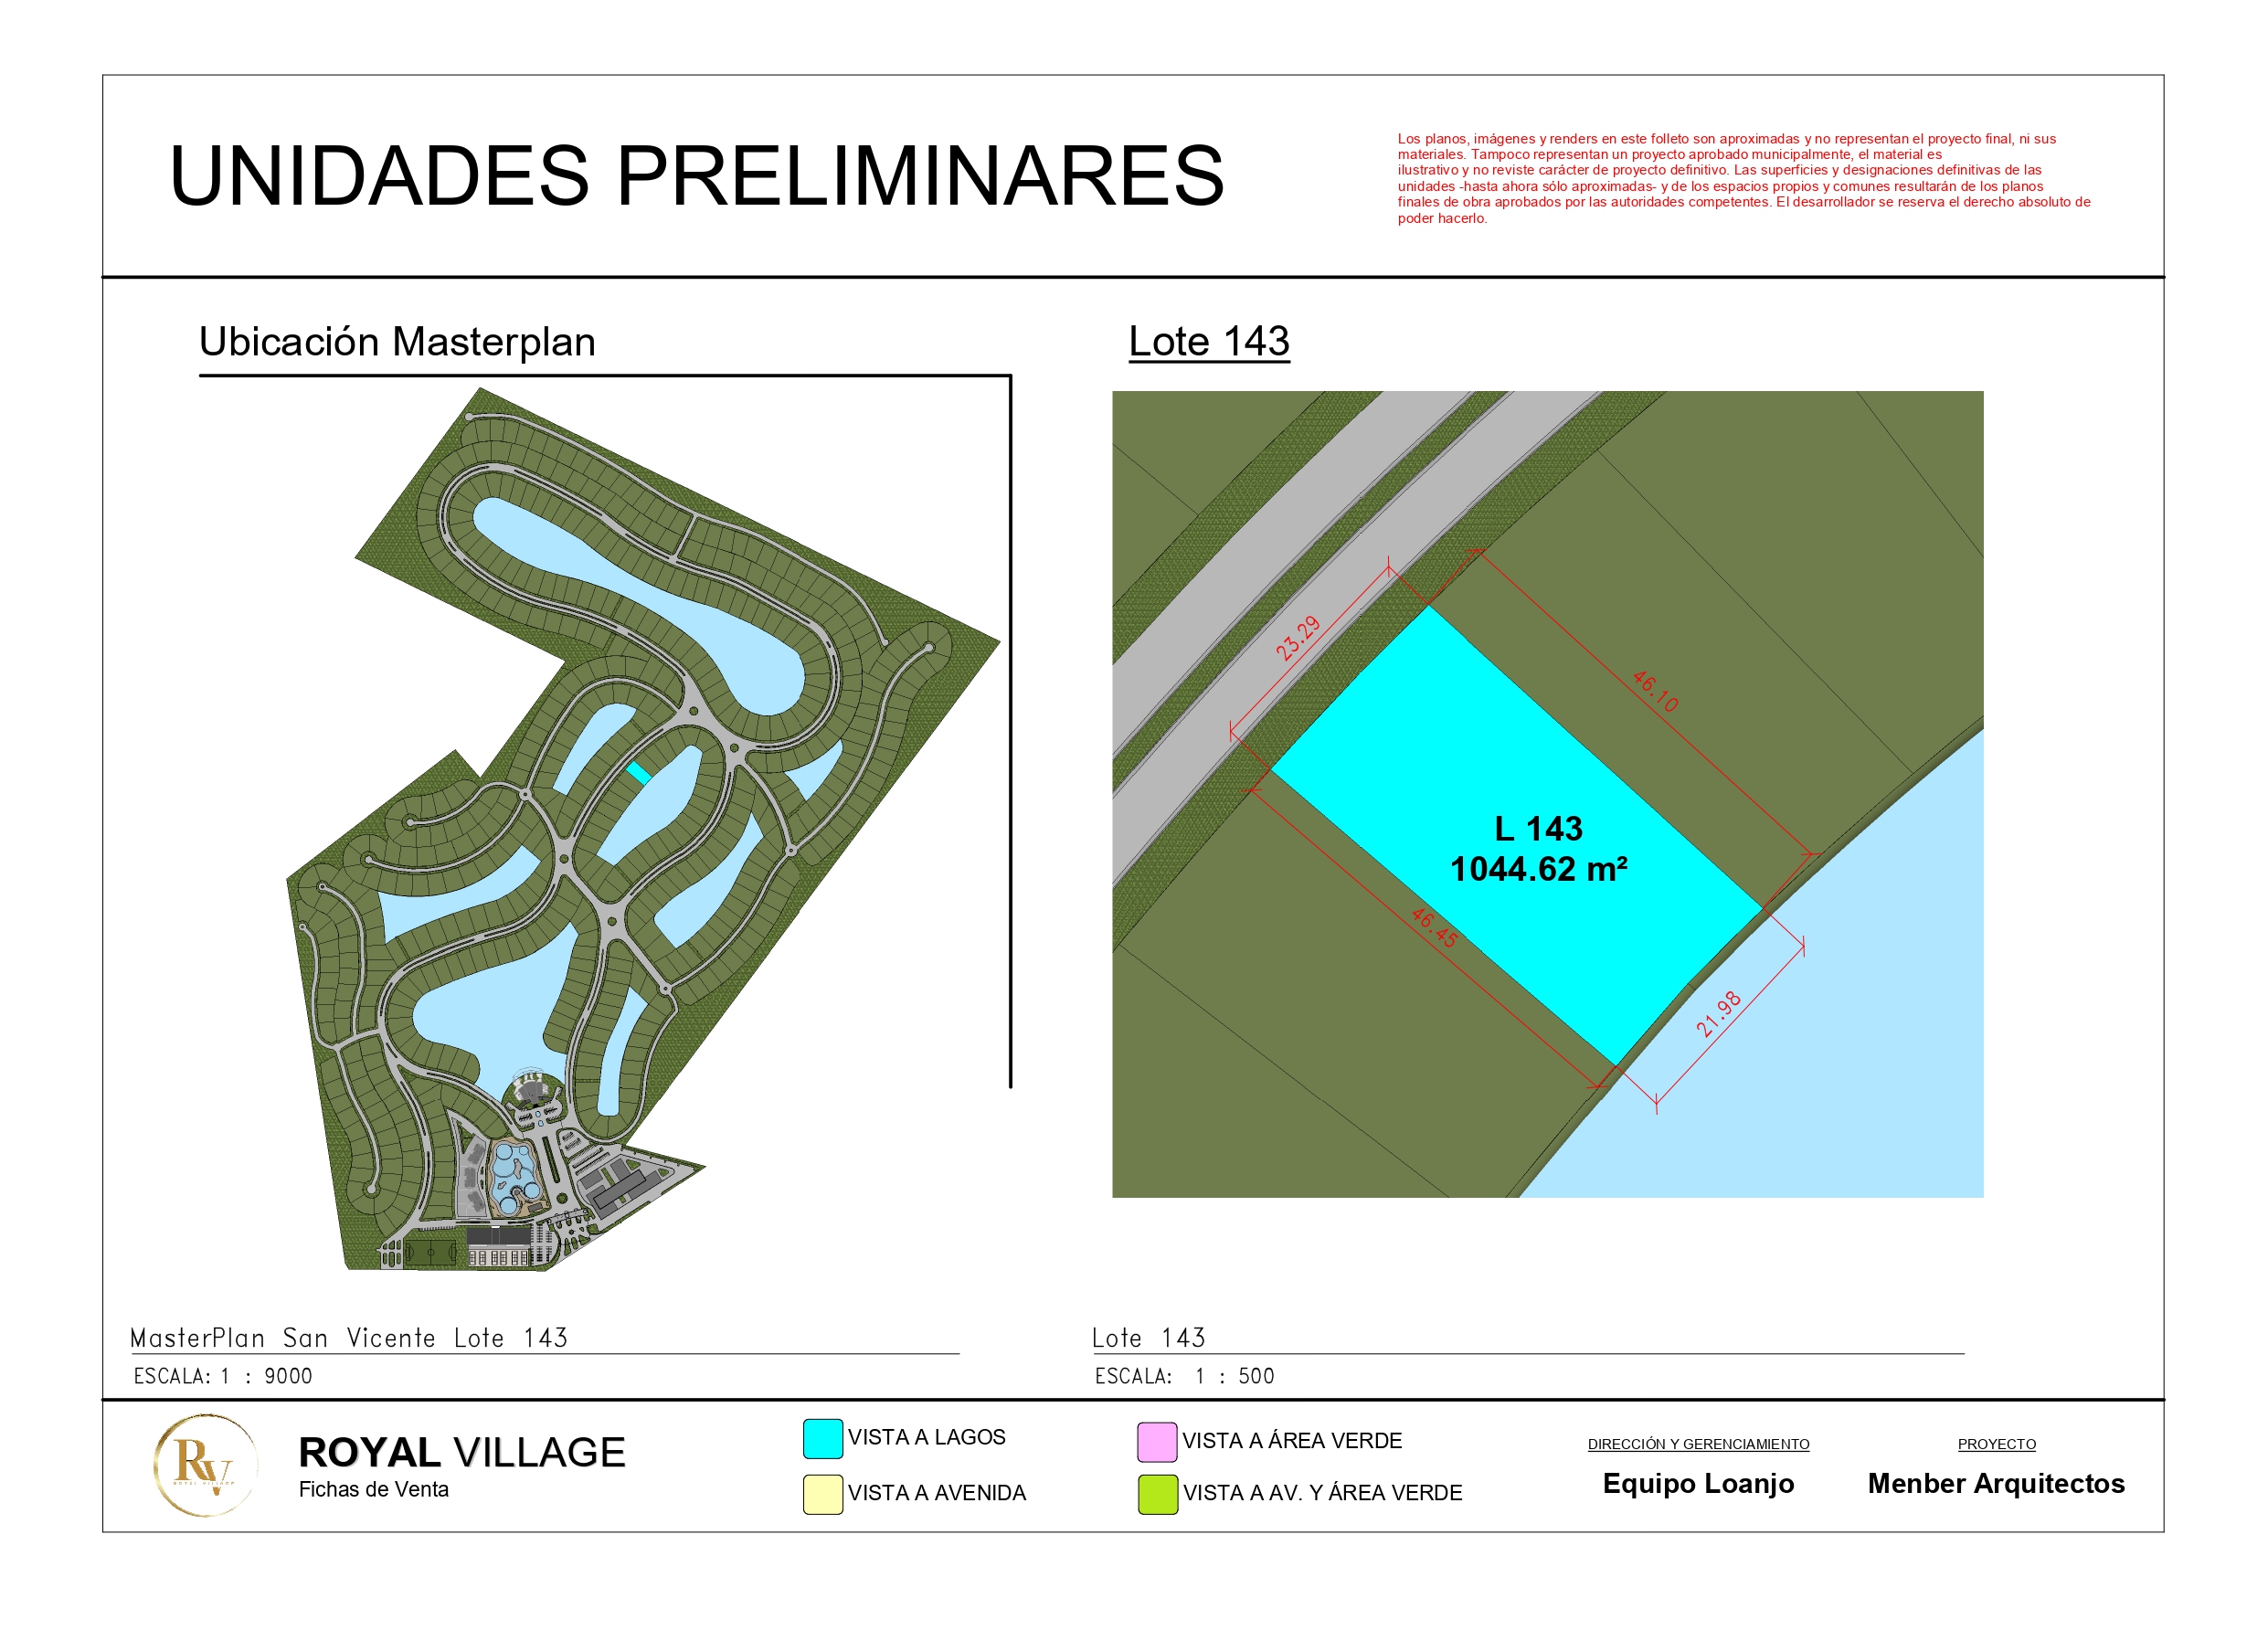 UNIDADES PRELIMINARES
Los planos, imágenes y renders en este folleto son aproximadas y no representan el proyecto final, ni sus
materiales. Tampoco representan un proyecto aprobado municipalmente, el material es
ilustrativo y no reviste carácter de proyecto definitivo. Las superficies y designaciones definitivas de las
unidades -hasta ahora sólo aproximadas- y de los espacios propios y comunes resultarán de los planos
finales de obra aprobados por las autoridades competentes. El desarrollador se reserva el derecho absoluto de
poder hacerlo.
Ubicación Masterplan
Lote 143
23.29
46.10
L 143
1044.62 m²
46.45
21.98
MasterPlan San Vicente Lote 143
ESCALA: 1 : 9000
Lote 143
ESCALA: 1 : 500
RV
ROYAL VILLAGE
ROYAL VILLAGE
Fichas de Venta
VISTA A LAGOS
VISTA A AVENIDA
VISTA A ÁREA VERDE
VISTA A AV. Y ÁREA VERDE
DIRECCIÓN Y GERENCIAMIENTO
Equipo Loanjo
PROYECTO
Menber Arquitectos